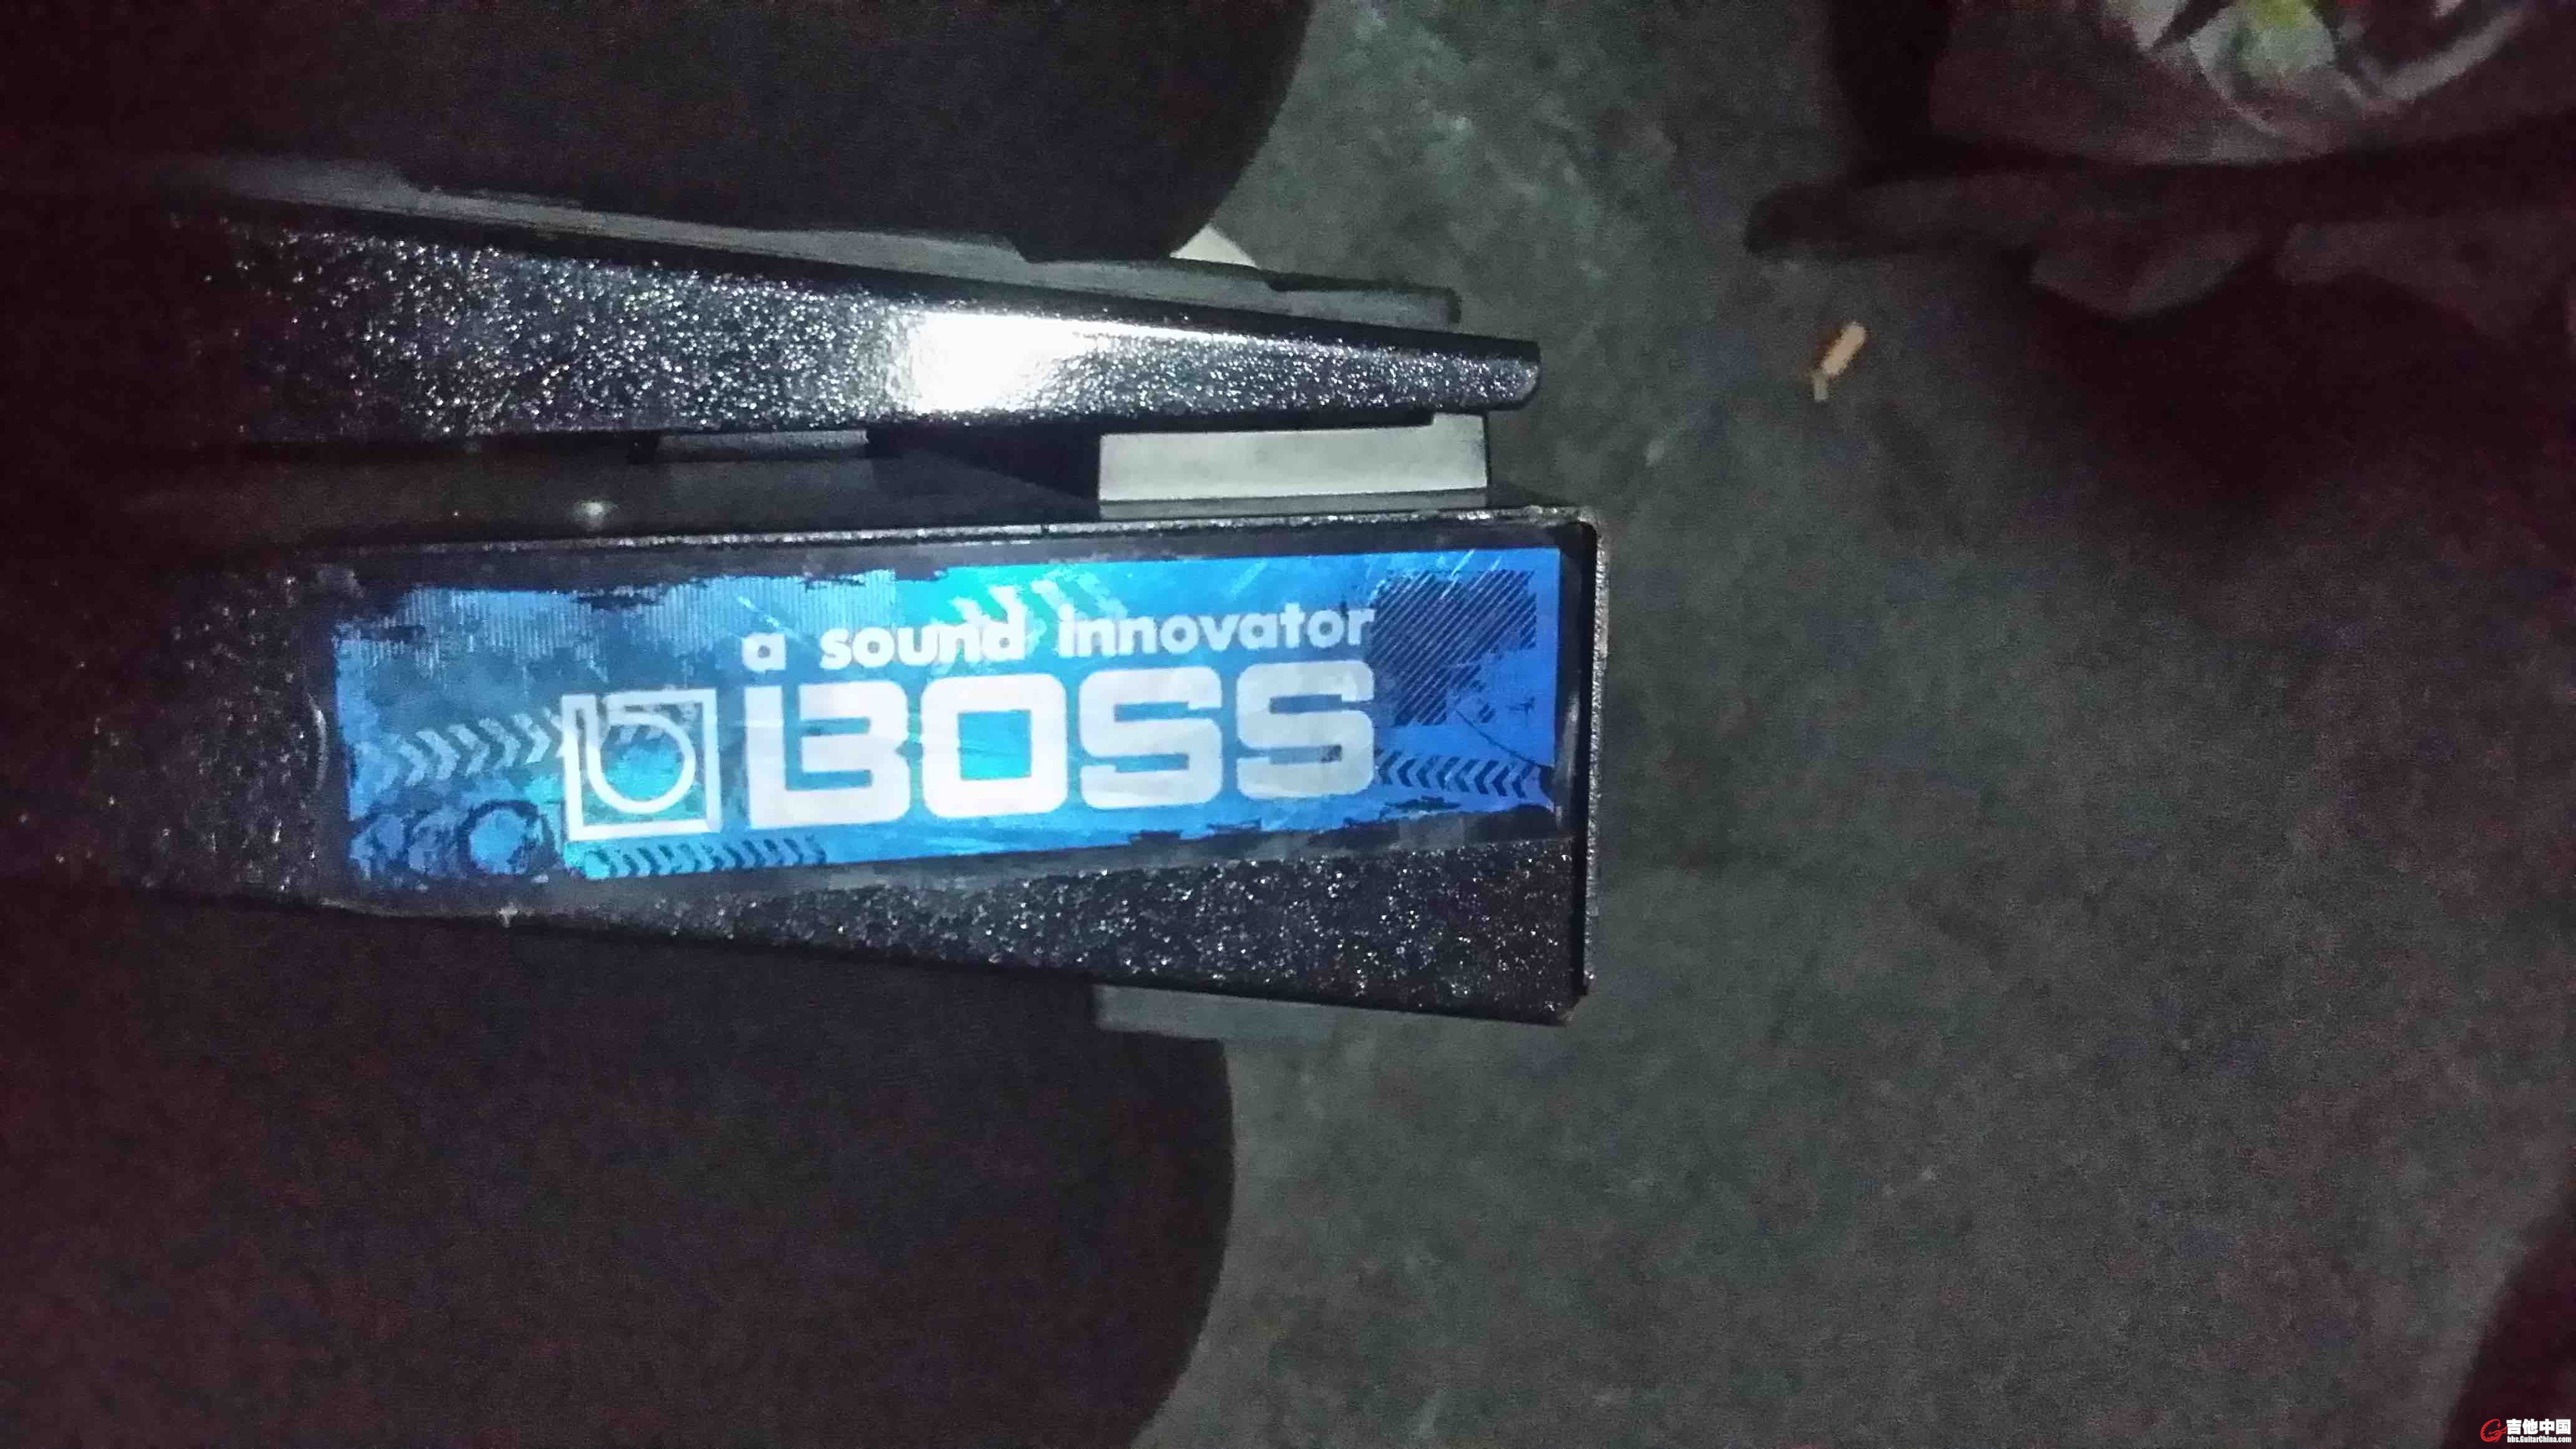 a sound innovator
BOSS
吉他中国
bbs.GuitarChina.com